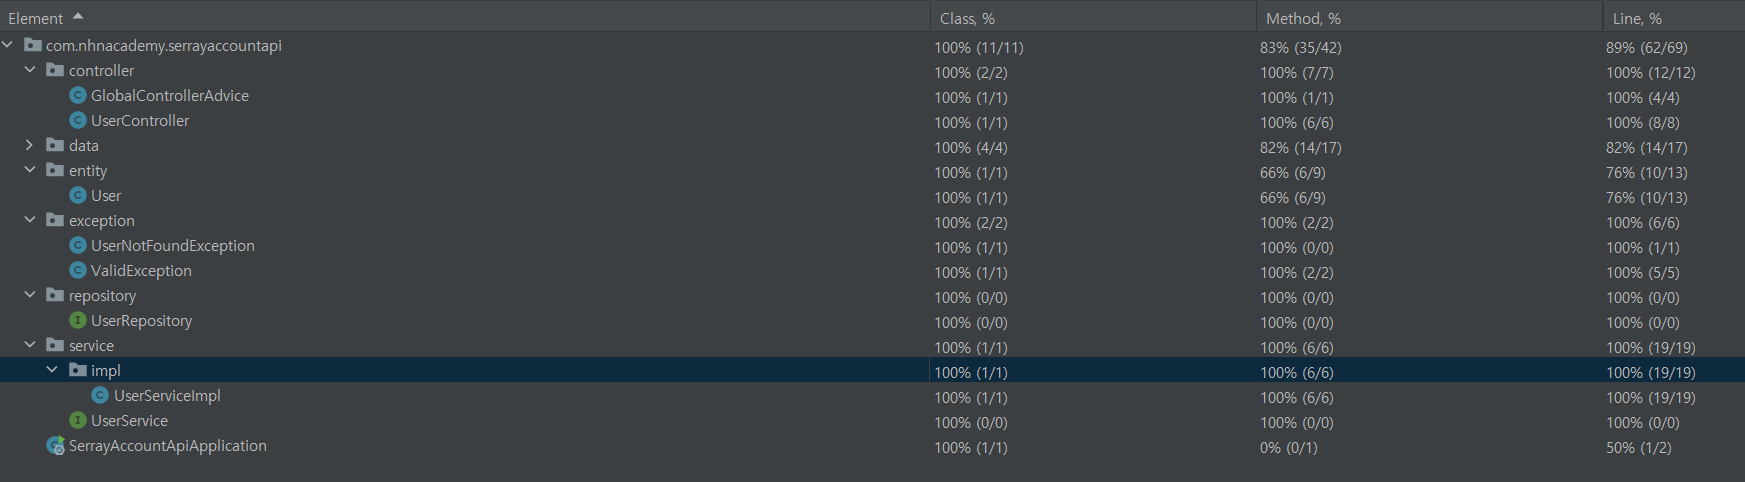 Element Class, % Method, % Line, %
com.nhnacademy.serrayaccountapi 100% (11/11) 83% (35/42) 89% (62/69)
controller 100% (2/2) 100% (7/7) 100% (12/12)
GlobalControllerAdvice 100% (1/1) 100% (1/1) 100% (4/4)
UserController 100% (1/1) 100% (6/6) 100% (8/8)
data 100% (4/4) 82% (14/17) 82% (14/17)
entity 100% (1/1) 66% (6/9) 76% (10/13)
User 100% (1/1) 66% (6/9) 76% (10/13)
exception 100% (2/2) 100% (2/2) 100% (6/6)
UserNotFoundException 100% (1/1) 100% (0/0) 100% (1/1)
ValidException 100% (1/1) 100% (2/2) 100% (5/5)
repository 100% (0/0) 100% (0/0) 100% (0/0)
UserRepository 100% (0/0) 100% (0/0) 100% (0/0)
service 100% (1/1) 100% (6/6) 100% (19/19)
impl 100% (1/1) 100% (6/6) 100% (19/19)
UserServiceImpl 100% (1/1) 100% (6/6) 100% (19/19)
UserService 100% (0/0) 100% (0/0) 100% (0/0)
SerrayAccountApiApplication 100% (1/1) 0% (0/1) 50% (1/2)